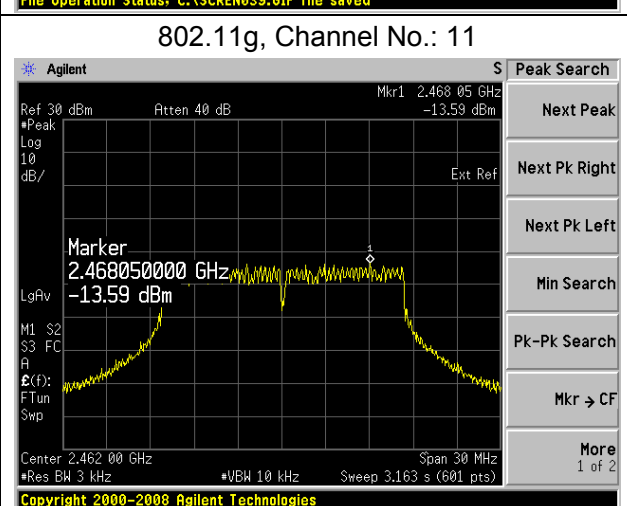 File Operation Status, C:\SCREN039.GIF file saved
802.11g, Channel No.: 11
Agilent S Peak Search
Mkr1 2.468 05 GHz
Ref 30 dBm Atten 40 dB -13.59 dBm
#Peak
Log
10
dB/
Ext Ref
1
Marker
2.468050000 GHz
-13.59 dBm
LgAv
M1 S2
S3 FC
A
£(f):
FTun
Swp
Center 2.462 00 GHz Span 30 MHz
#Res BW 3 kHz #VBW 10 kHz Sweep 3.163 s (601 pts)
Copyright 2000-2008 Agilent Technologies
Next Peak
Next Pk Right
Next Pk Left
Min Search
Pk-Pk Search
Mkr → CF
More
1 of 2